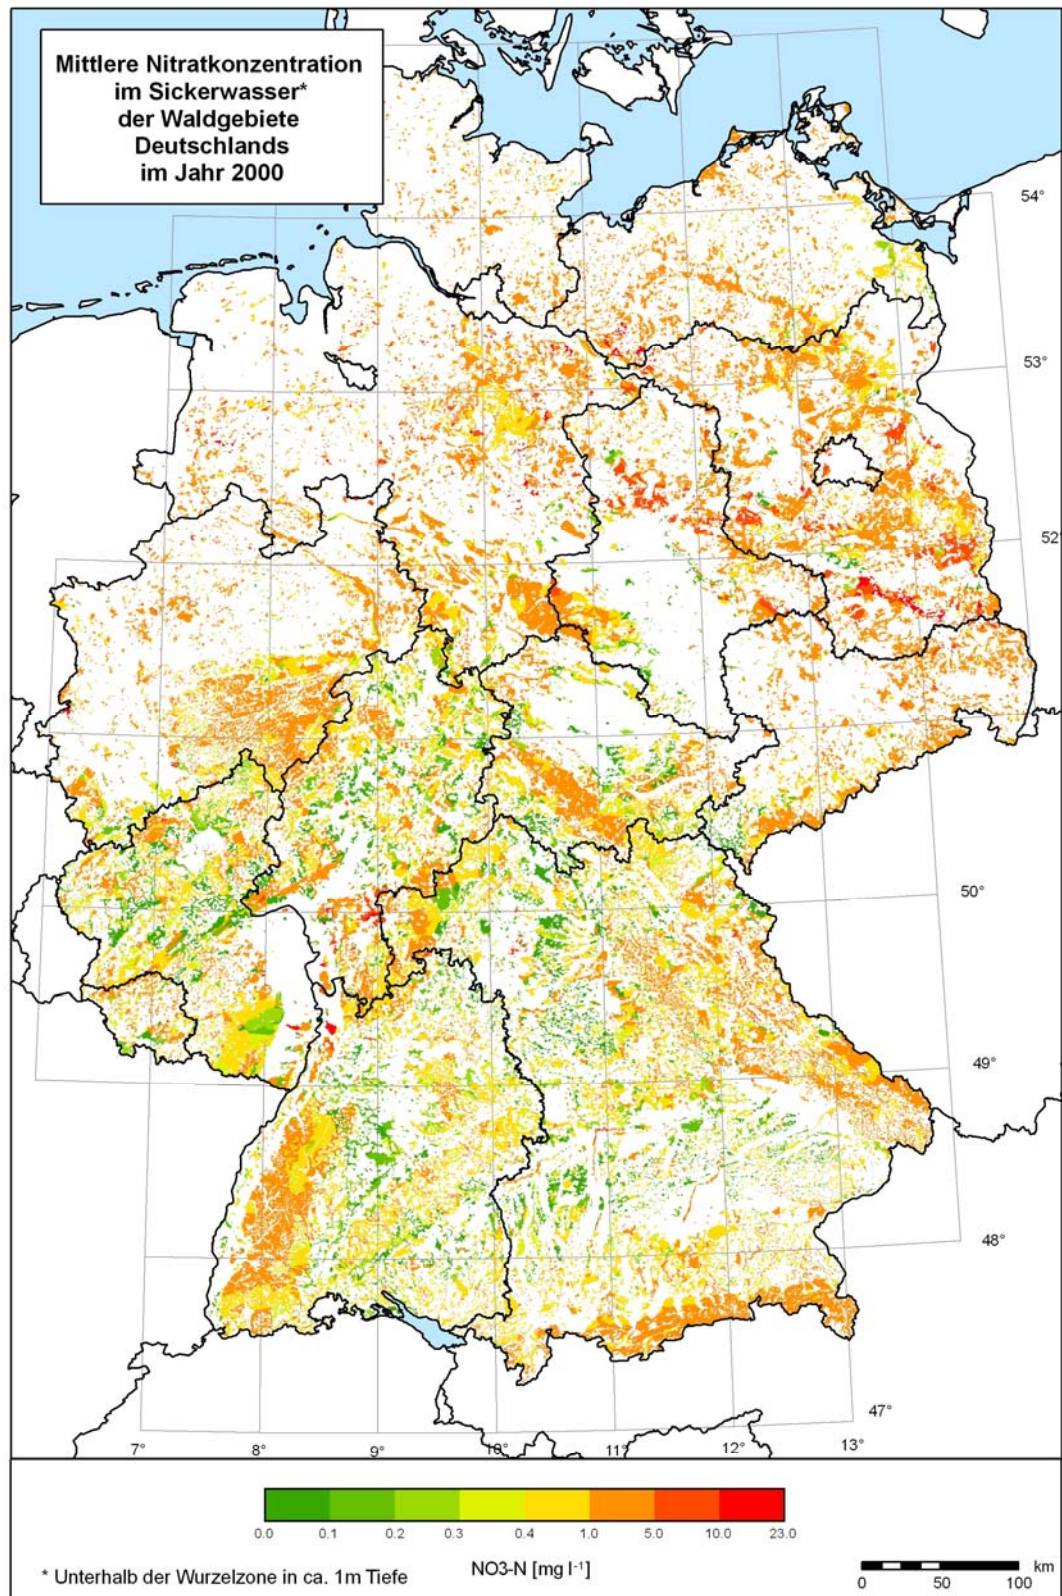 Mittlere Nitratkonzentration
im Sickerwasser*
der Waldgebiete
Deutschlands
im Jahr 2000
54°
53°
52°
50°
49°
48°
47°
7°
8°
9°
10°
11°
12°
13°
0.0 0.1 0.2 0.3 0.4 1.0 5.0 10.0 23.0
NO3-N [mg l⁻¹]
* Unterhalb der Wurzelzone in ca. 1m Tiefe
km
0 50 100